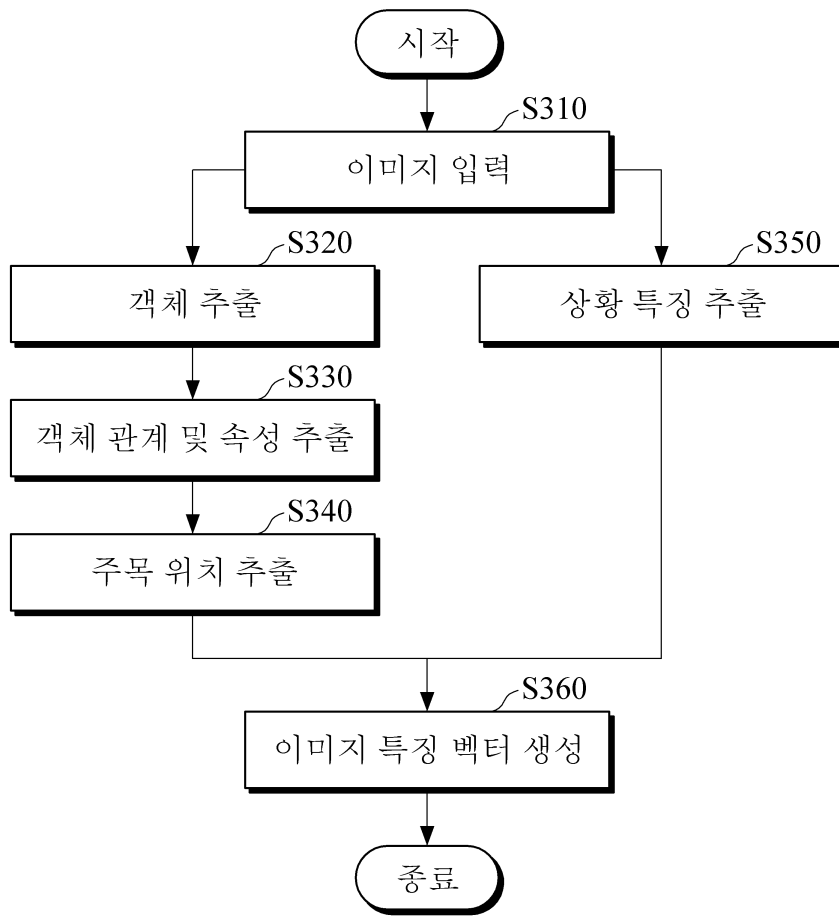 시작
S310
이미지 입력
S320
객체 추출
S350
상황 특징 추출
S330
객체 관계 및 속성 추출
S340
주목 위치 추출
S360
이미지 특징 벡터 생성
종료